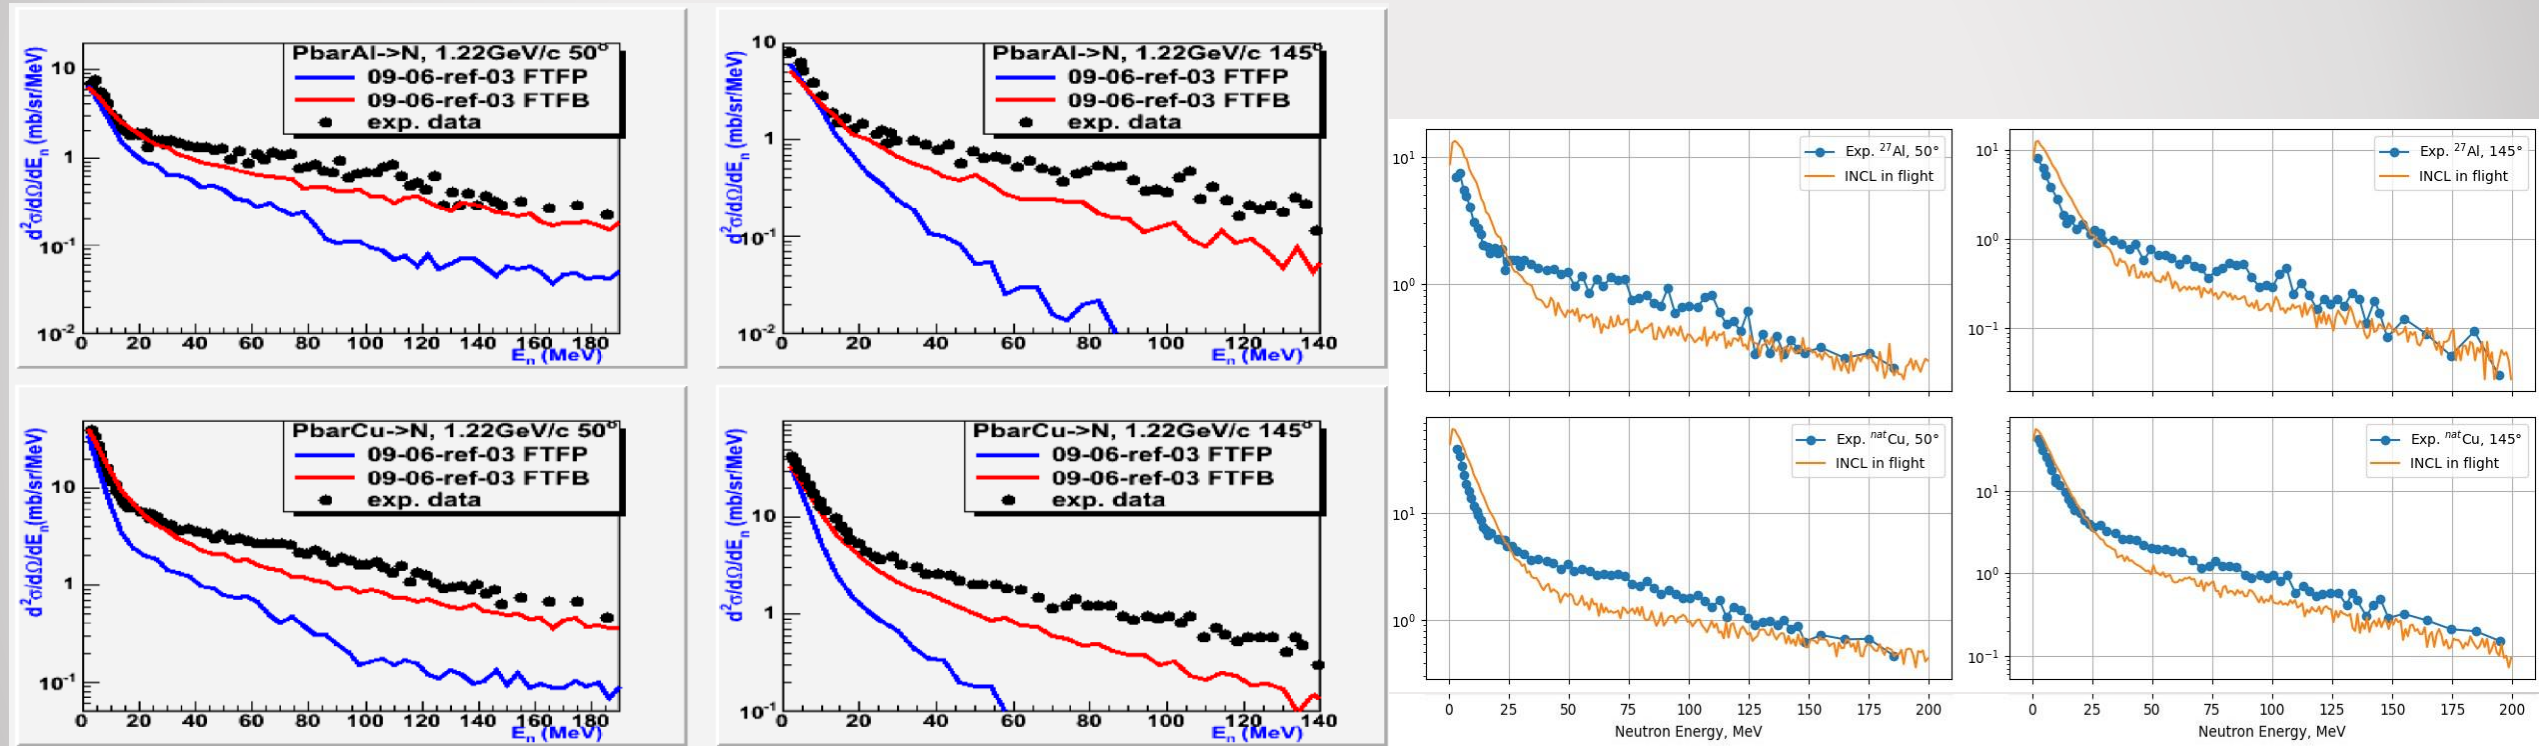 PbarAl->N, 1.22GeV/c 50°
09-06-ref-03 FTFP
09-06-ref-03 FTFB
exp. data
d²σ/dΩ/dEₙ (mb/sr/MeV)
10
1
10⁻¹
10⁻²
0 20 40 60 80 100 120 140 160 180
Eₙ (MeV)
PbarAl->N, 1.22GeV/c 145°
09-06-ref-03 FTFP
09-06-ref-03 FTFB
exp. data
d²σ/dΩ/dEₙ (mb/sr/MeV)
10
1
10⁻¹
10⁻²
0 20 40 60 80 100 120 140
Eₙ (MeV)
Exp. ²⁷Al, 50°
INCL in flight
10¹
10⁰
Exp. ²⁷Al, 145°
INCL in flight
10¹
10⁰
10⁻¹
PbarCu->N, 1.22GeV/c 50°
09-06-ref-03 FTFP
09-06-ref-03 FTFB
exp. data
d²σ/dΩ/dEₙ(mb/sr/MeV)
10
1
10⁻¹
0 20 40 60 80 100 120 140 160 180
Eₙ (MeV)
PbarCu->N, 1.22GeV/c 145°
09-06-ref-03 FTFP
09-06-ref-03 FTFB
exp. data
d²σ/dΩ/dEₙ (mb/sr/MeV)
10
1
10⁻¹
0 20 40 60 80 100 120 140
Eₙ (MeV)
Exp. ⁿᵃᵗCu, 50°
INCL in flight
10¹
10⁰
0 25 50 75 100 125 150 175 200
Neutron Energy, MeV
Exp. ⁿᵃᵗCu, 145°
INCL in flight
10¹
10⁰
10⁻¹
0 25 50 75 100 125 150 175 200
Neutron Energy, MeV